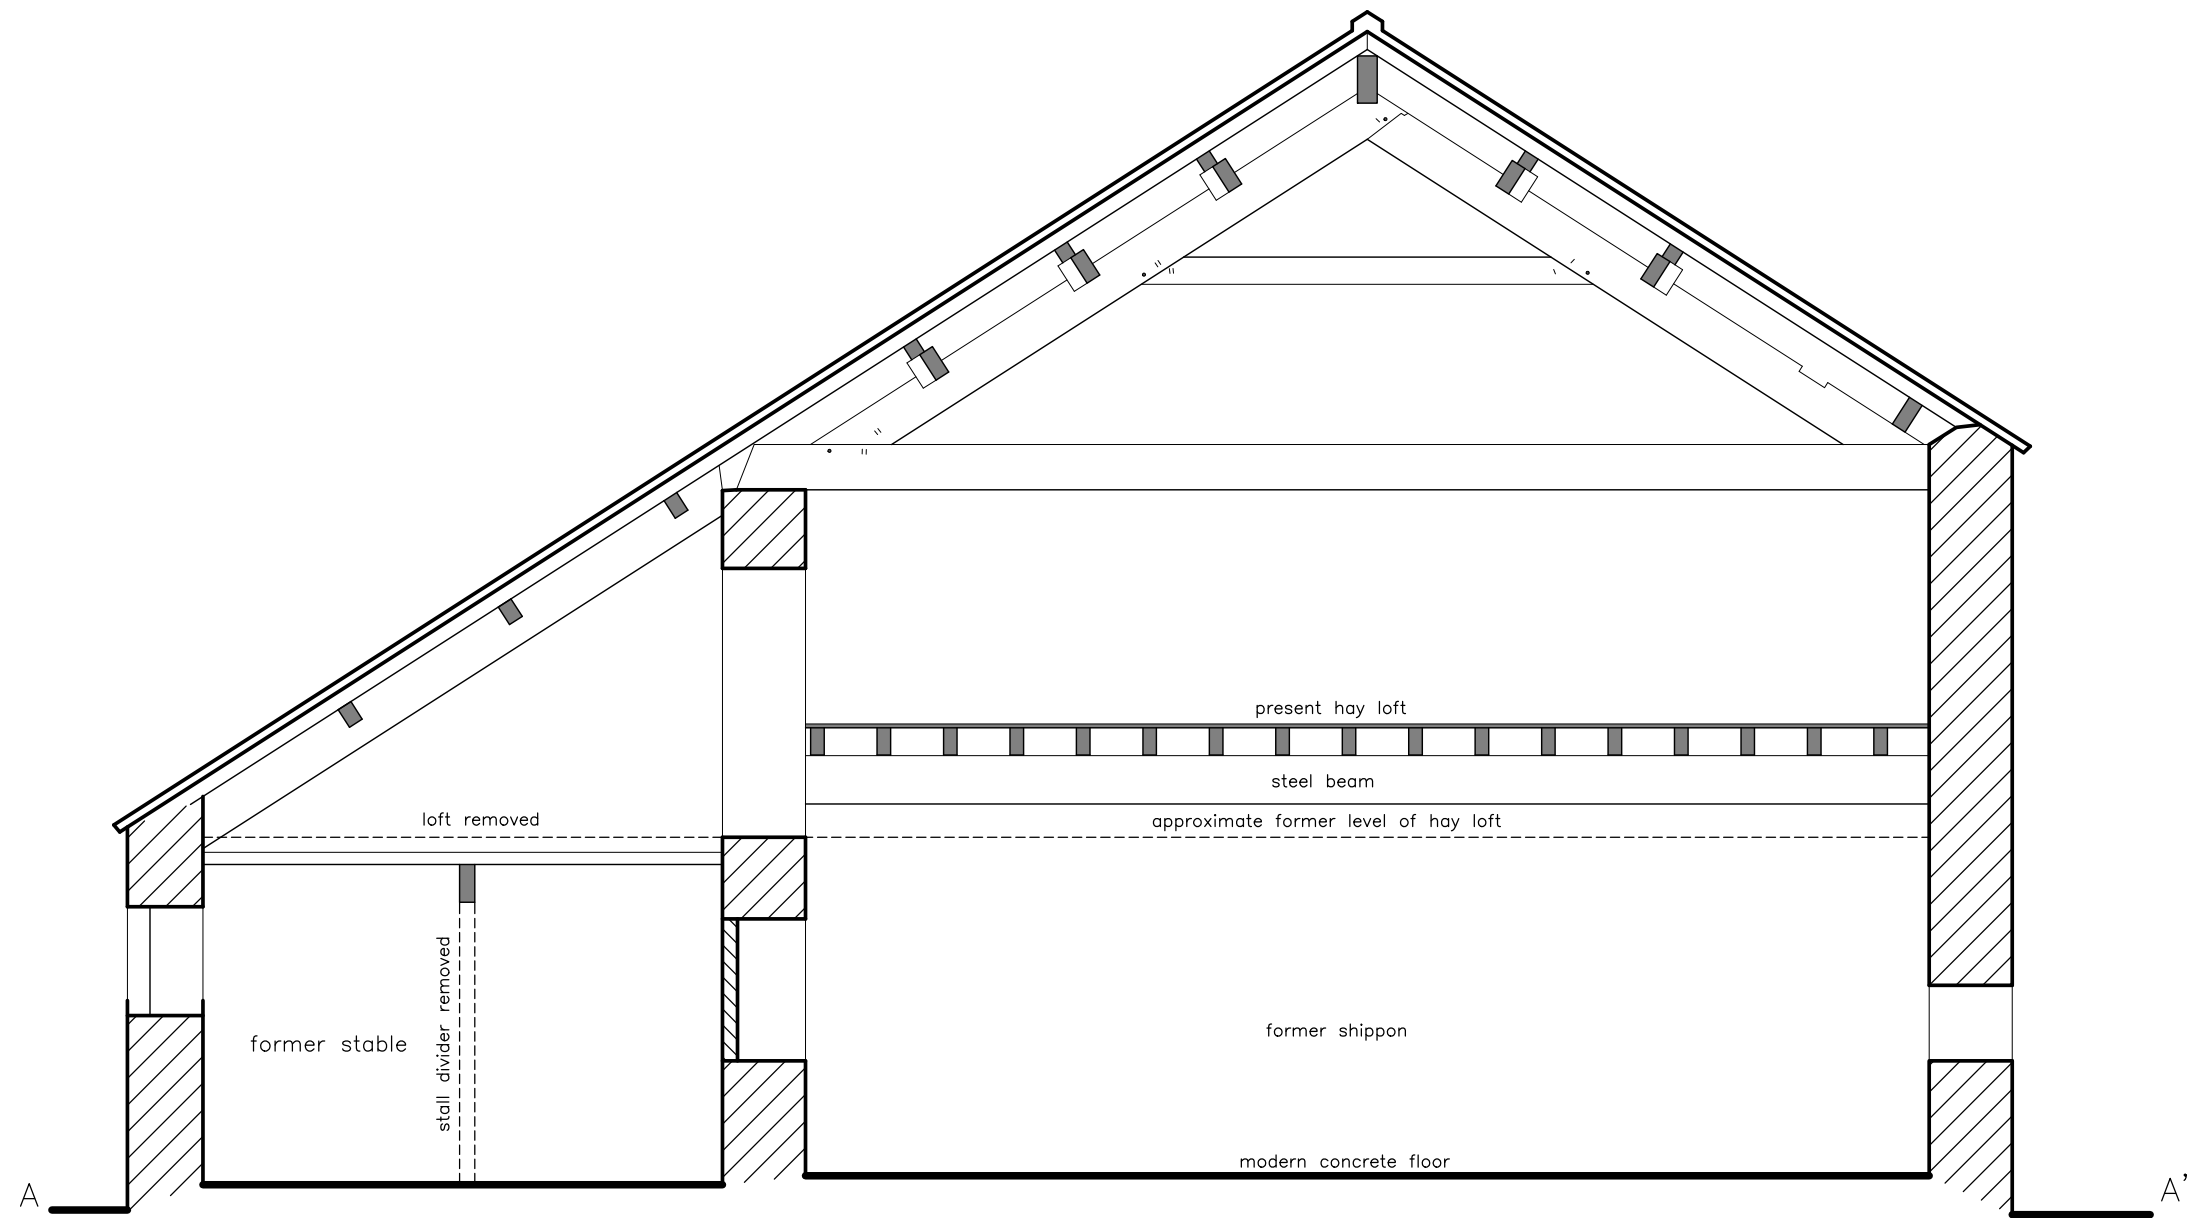 present hay loft
steel beam
loft removed
approximate former level of hay loft
stall divider removed
former stable
former shippon
modern concrete floor
A
A'